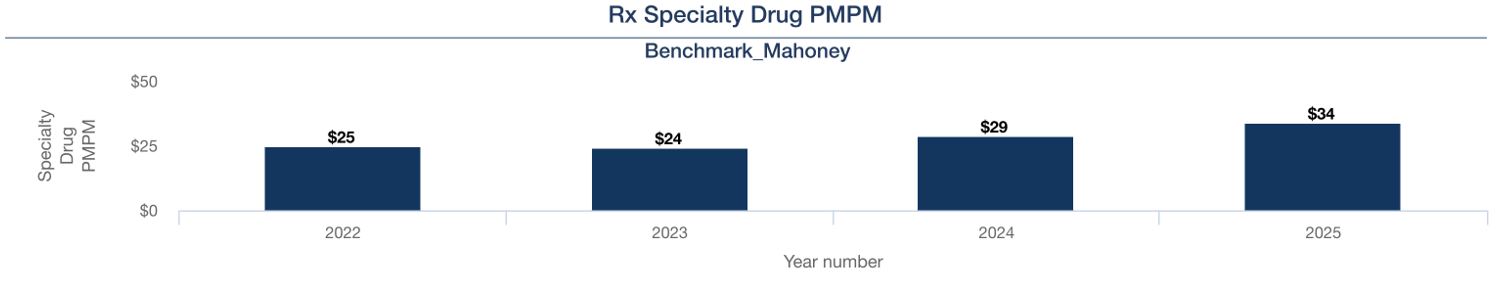 Rx Specialty Drug PMPM
Benchmark_Mahoney
Specialty
Drug
PMPM
$50
$25
$0
$25
$24
$29
$34
2022
2023
2024
2025
Year number